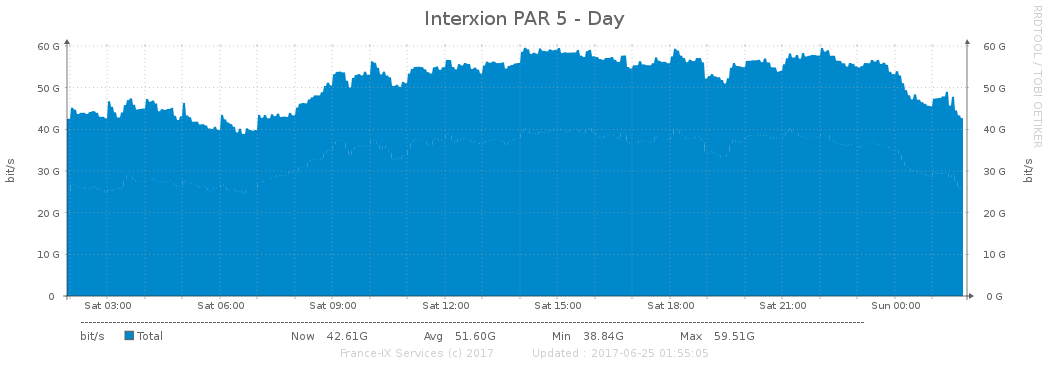 Interxion PAR 5 - Day
RRDTOOL / TOBI OETIKER
bit/s
60 G
50 G
40 G
30 G
20 G
10 G
0
60 G
50 G
40 G
30 G
20 G
10 G
0 G
bit/s
Sat 03:00 Sat 06:00 Sat 09:00 Sat 12:00 Sat 15:00 Sat 18:00 Sat 21:00 Sun 00:00
bit/s Total Now 42.61G Avg 51.60G Min 38.84G Max 59.51G
France-IX Services (c) 2017 Updated : 2017-06-25 01:55:05